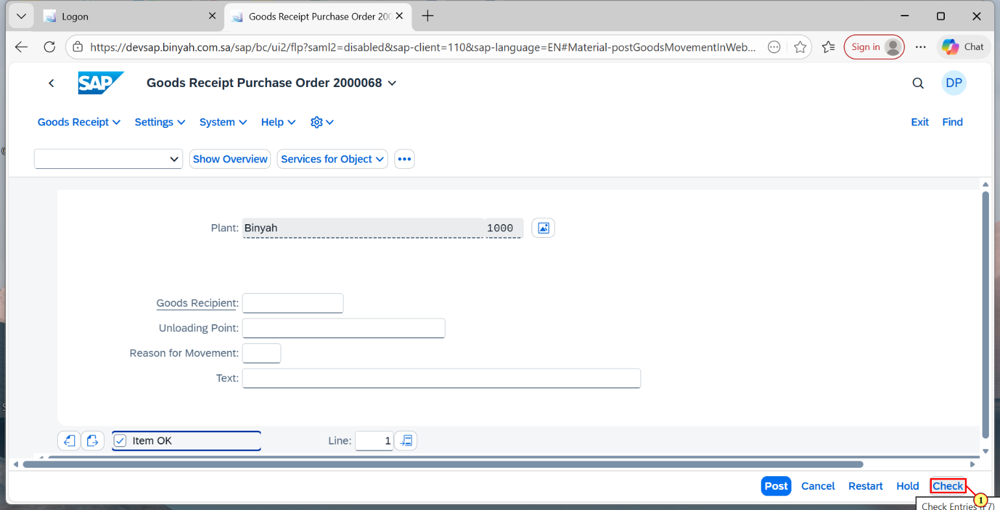 Logon
Goods Receipt Purchase Order 200
https://devsap.binyah.com.sa/sap/bc/ui2/flp?saml2=disabled&sap-client=110&sap-language=EN#Material-postGoodsMovementInWeb...
Sign in
Chat
SAP
Goods Receipt Purchase Order 2000068
DP
Goods Receipt
Settings
System
Help
Exit
Find
Show Overview
Services for Object
Plant: Binyah 1000
Goods Recipient:
Unloading Point:
Reason for Movement:
Text:
Item OK
Line: 1
Post
Cancel
Restart
Hold
Check
1
Check Entries (F7)